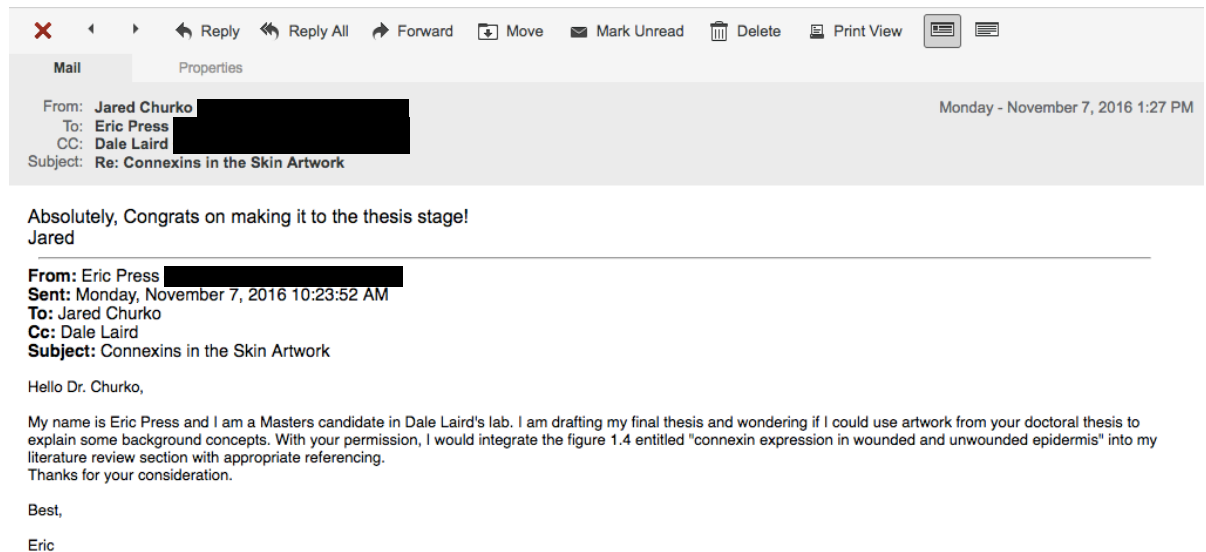 Reply Reply All Forward Move Mark Unread Delete Print View
Mail Properties
From: Jared Churko
Monday - November 7, 2016 1:27 PM
To: Eric Press
CC: Dale Laird
Subject: Re: Connexins in the Skin Artwork
Absolutely, Congrats on making it to the thesis stage!
Jared
From: Eric Press
Sent: Monday, November 7, 2016 10:23:52 AM
To: Jared Churko
Cc: Dale Laird
Subject: Connexins in the Skin Artwork
Hello Dr. Churko,
My name is Eric Press and I am a Masters candidate in Dale Laird's lab. I am drafting my final thesis and wondering if I could use artwork from your doctoral thesis to
explain some background concepts. With your permission, I would integrate the figure 1.4 entitled "connexin expression in wounded and unwounded epidermis" into my
literature review section with appropriate referencing.
Thanks for your consideration.
Best,
Eric